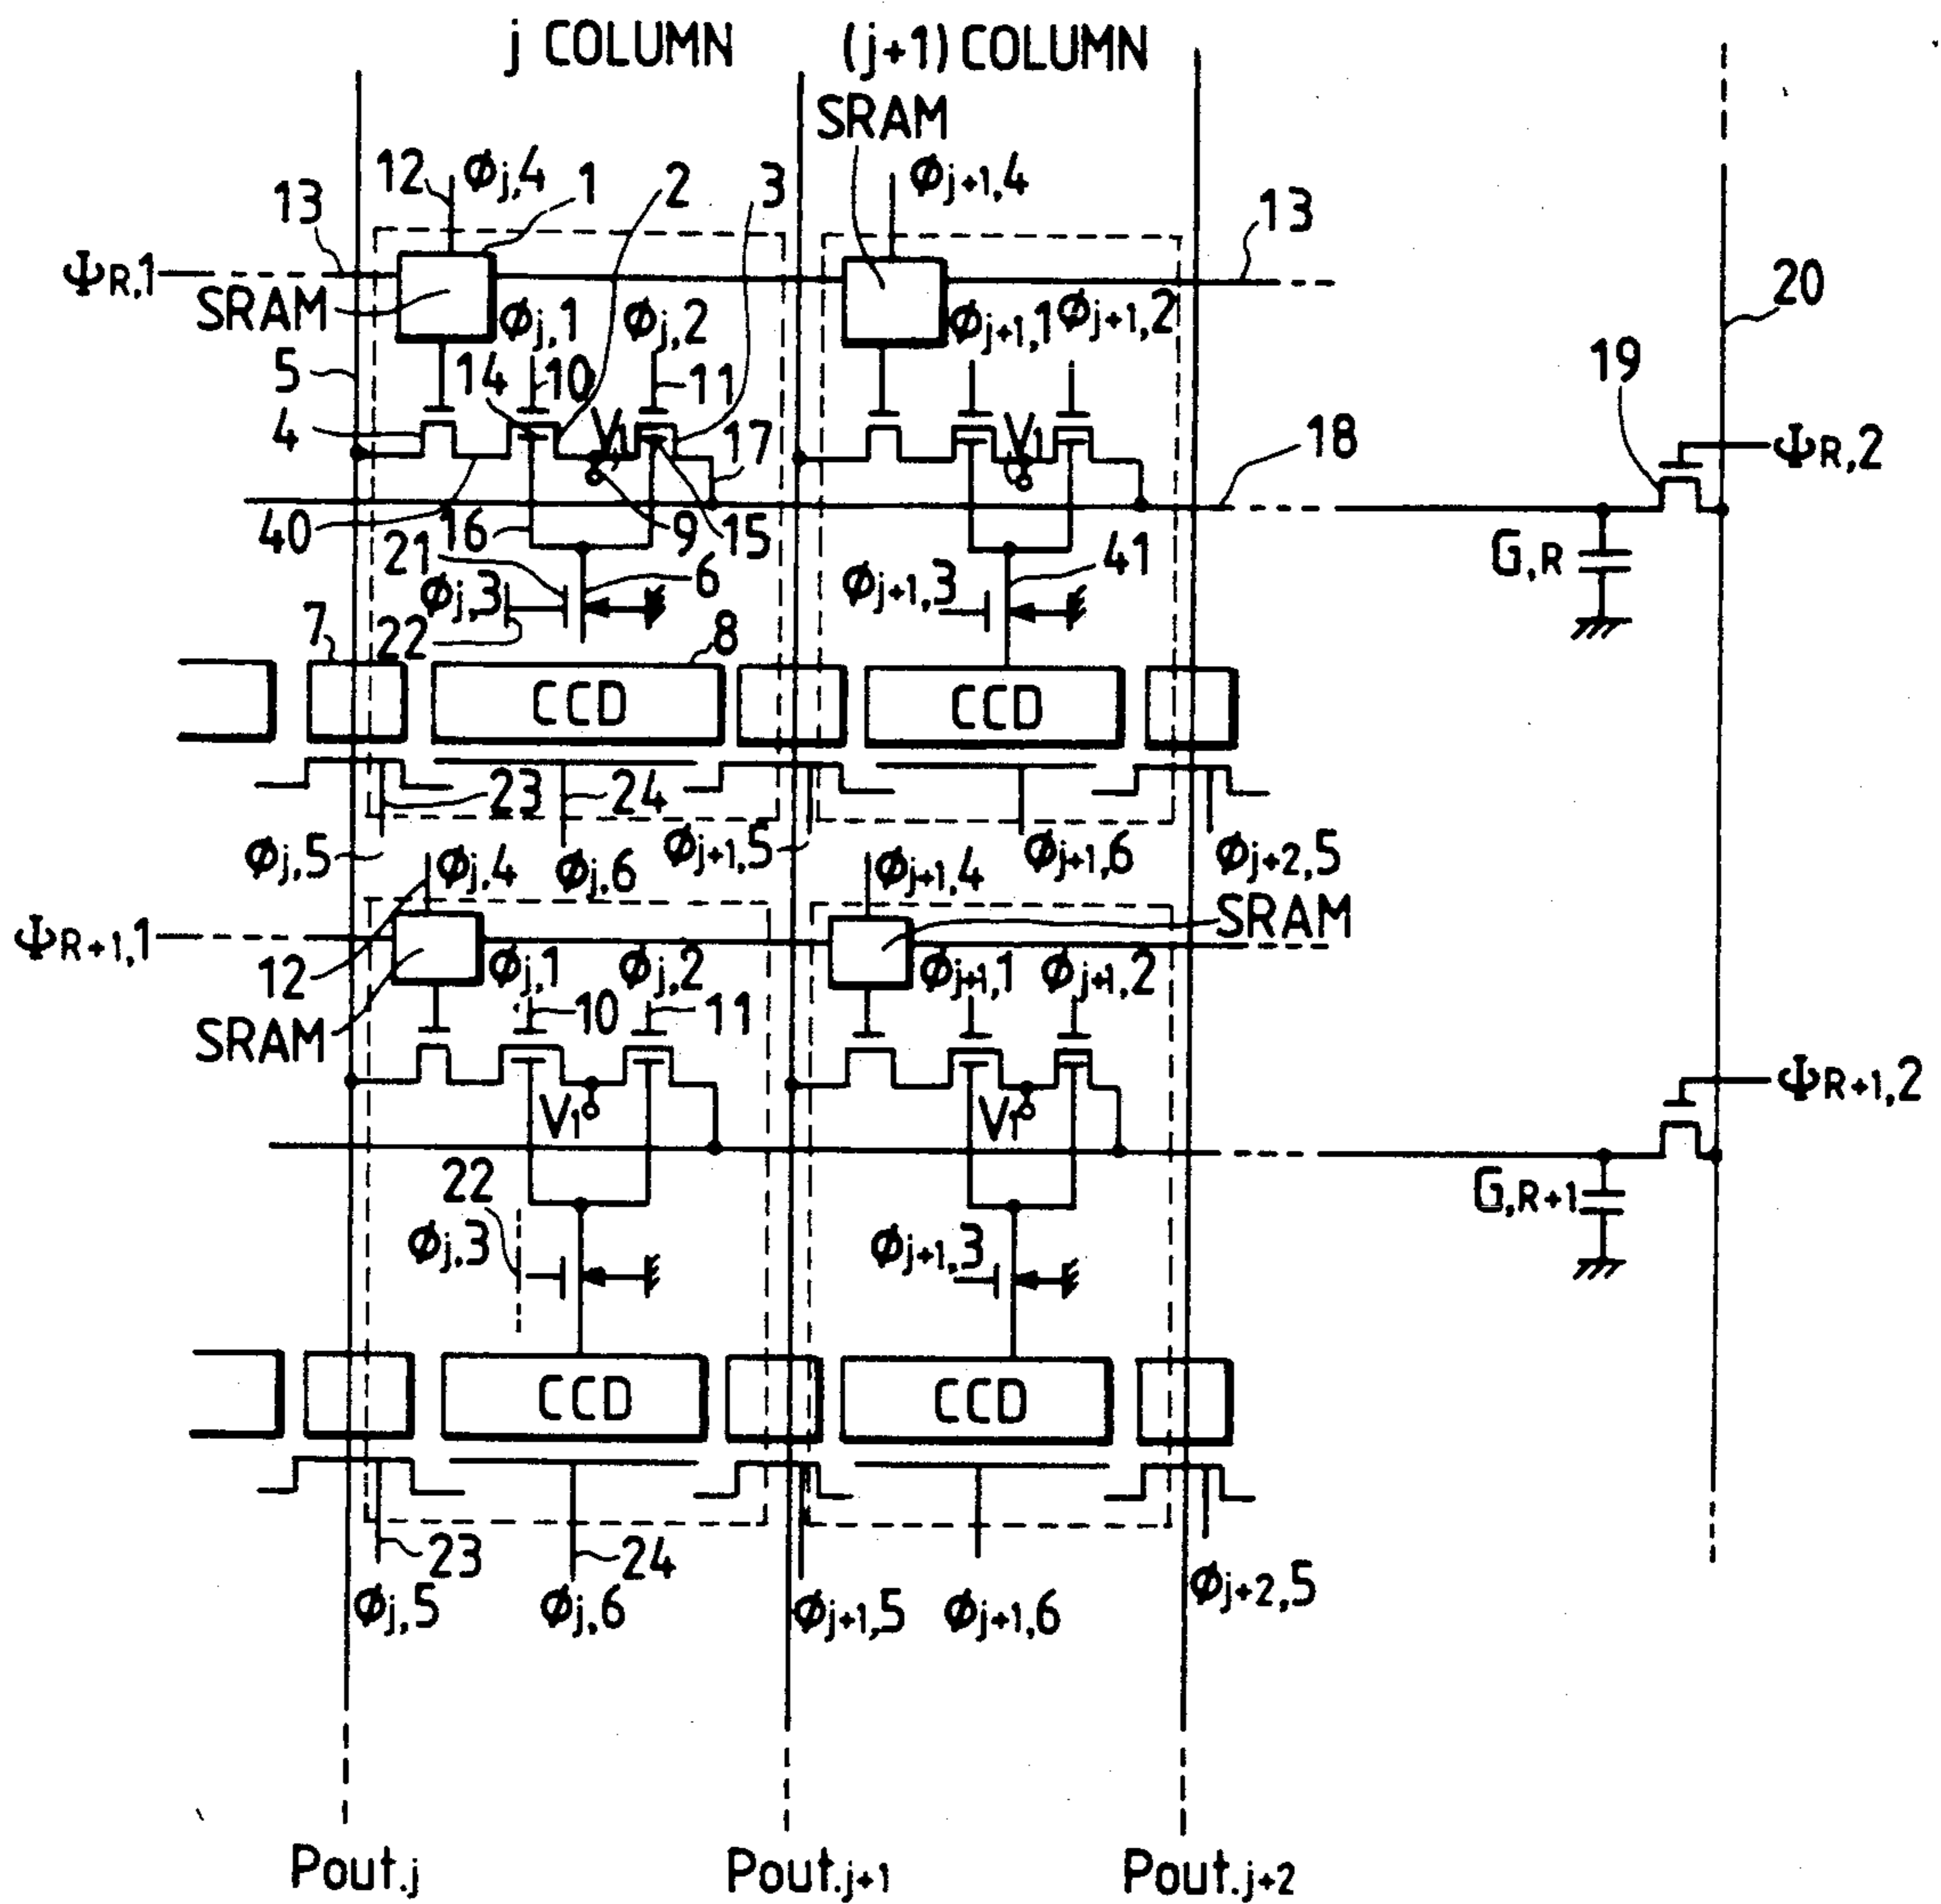 j COLUMN (j+1) COLUMN
SRAM
12 Φj,4 1 2 3 Φj+1,4
13 13
ΨR,1 20
SRAM Φj,1 Φj,2 Φj+1,1 Φj+1,2
5 14 10 11 19
4 V1 17 V1 18 ΨR,2
40 16 9 15
21 6 41 G,R
Φj,3 Φj+1,3
7 22 8
CCD CCD
23 24
Φj,5 Φj,4 Φj,6 Φj+1,5 Φj+1,4 Φj+1,6 Φj+2,5
SRAM
ΨR+1,1
12 Φj,1 Φj,2 Φj+1,1 Φj+1,2
SRAM 10 11
ΨR+1,2
V1 V1
22 G,R+1
Φj,3 Φj+1,3
CCD CCD
23 24
Φj,5 Φj,6 Φj+1,5 Φj+1,6 Φj+2,5
Pout.j Pout.j+1 Pout.j+2